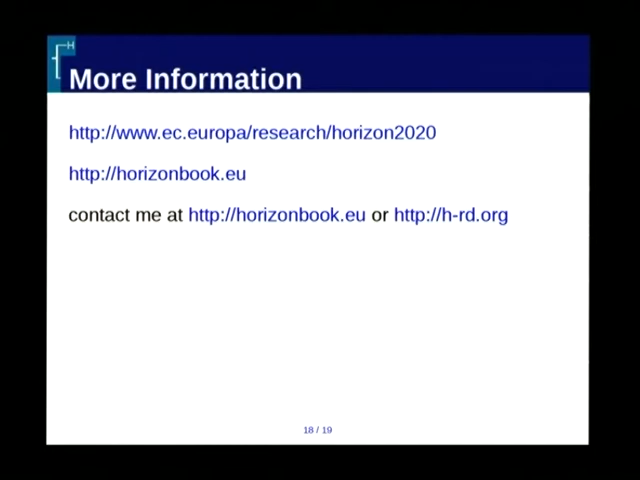 H
More Information
http://www.ec.europa/research/horizon2020
http://horizonbook.eu
contact me at http://horizonbook.eu or http://h-rd.org
18 / 19